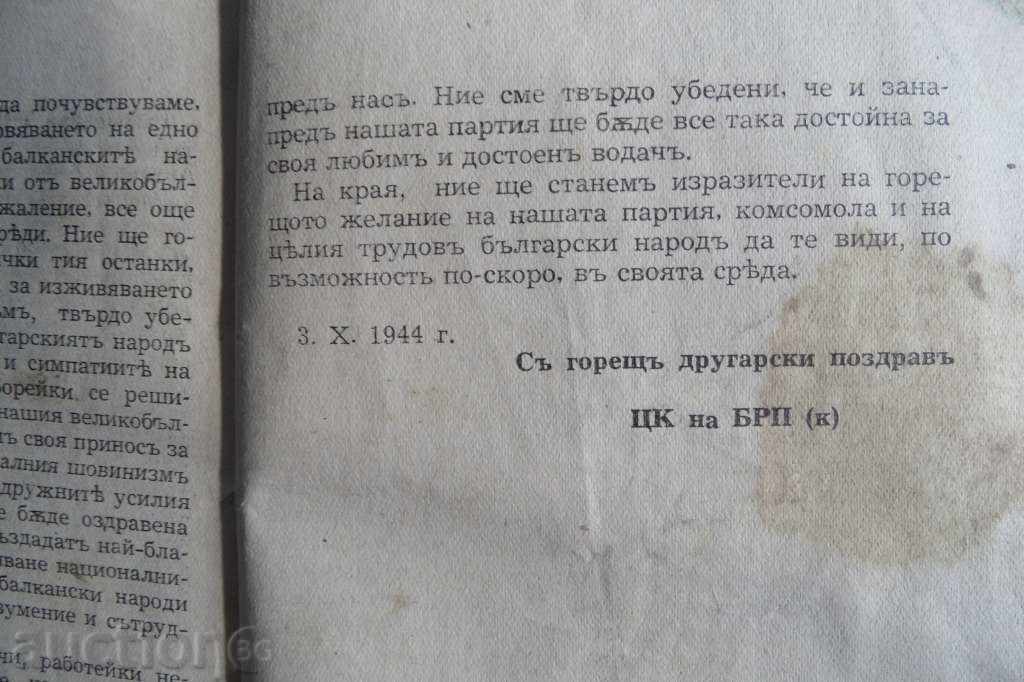 да почувствуваме,
на едно
балканскитѣ на-
и отъ великобъл-
жаление, все още
Ние ще го-
тия останки,
за изживяването
твърдо убе-
народъ
и симпатиитѣ на
се реши-
нашия великобъл-
своя приносъ за
шовинизмъ
дружнитѣ усилия
бѫде оздравена
най-бла-
национални-
балкански народи
и сътруд-
работейки не-
предъ насъ. Ние сме твърдо убедени, че и зана-
предъ нашата партия ще бѫде все така достойна за
своя любимъ и достоенъ водачъ.
На края, ние ще станемъ изразители на горе-
щото желание на нашата партия, комсомола и на
цѣлия трудовъ български народъ да те види, по
възможность по-скоро, въ своята срѣда.
3. X. 1944 г.
Съ горещъ другарски поздравъ
ЦК на БРП (к)
auction BG